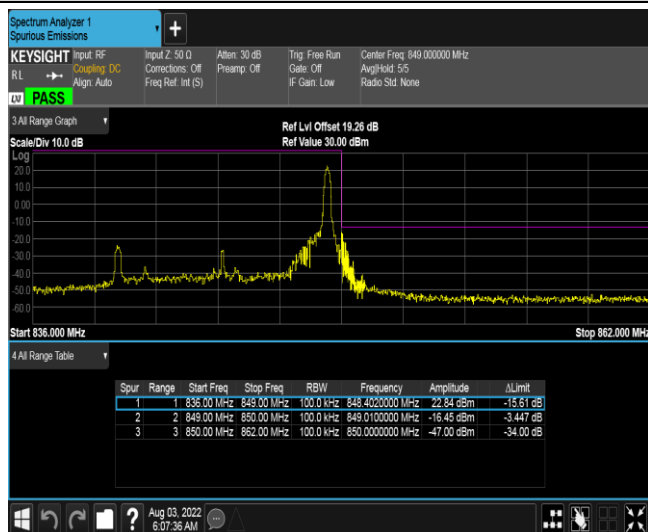 Spectrum Analyzer 1
Spurious Emissions
+
KEYSIGHT Input: RF Input Z: 50 Ω Atten: 30 dB Trig: Free Run Center Freq: 849.000000 MHz
RL Coupling: DC Corrections: Off Preamp: Off Gate: Off Avg|Hold: 5/5
Align: Auto Freq Ref: Int (S) IF Gain: Low Radio Std: None
LXI PASS
3 All Range Graph
Ref Lvl Offset 19.26 dB
Scale/Div 10.0 dB Ref Value 30.00 dBm
Log
20.0
10.0
0.00
-10.0
-20.0
-30.0
-40.0
-50.0
-60.0
Start 836.000 MHz Stop 862.000 MHz
4 All Range Table
Spur Range Start Freq Stop Freq RBW Frequency Amplitude ΔLimit
1 1 836.00 MHz 849.00 MHz 100.0 kHz 848.4020000 MHz 22.84 dBm -15.61 dB
2 2 849.00 MHz 850.00 MHz 100.0 kHz 849.0100000 MHz -16.45 dBm -3.447 dB
3 3 850.00 MHz 862.00 MHz 100.0 kHz 850.0000000 MHz -47.00 dBm -34.00 dB
? Aug 03, 2022
6:07:36 AM